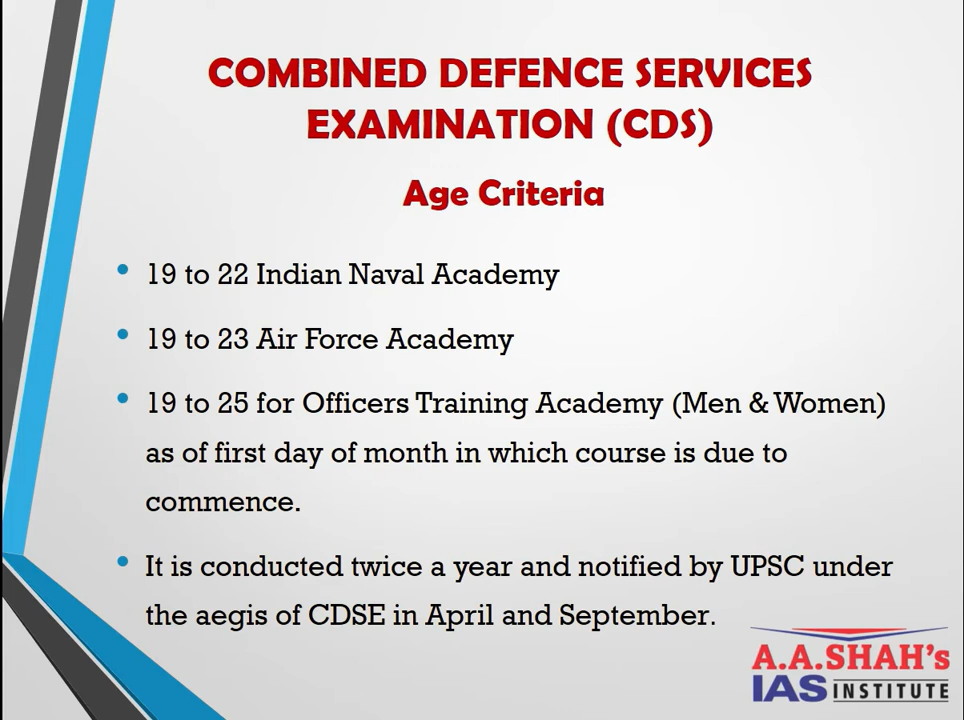 COMBINED DEFENCE SERVICES
EXAMINATION (CDS)
Age Criteria
• 19 to 22 Indian Naval Academy
• 19 to 23 Air Force Academy
• 19 to 25 for Officers Training Academy (Men & Women)
as of first day of month in which course is due to
commence.
• It is conducted twice a year and notified by UPSC under
the aegis of CDSE in April and September.
A.A.SHAH's
IAS INSTITUTE